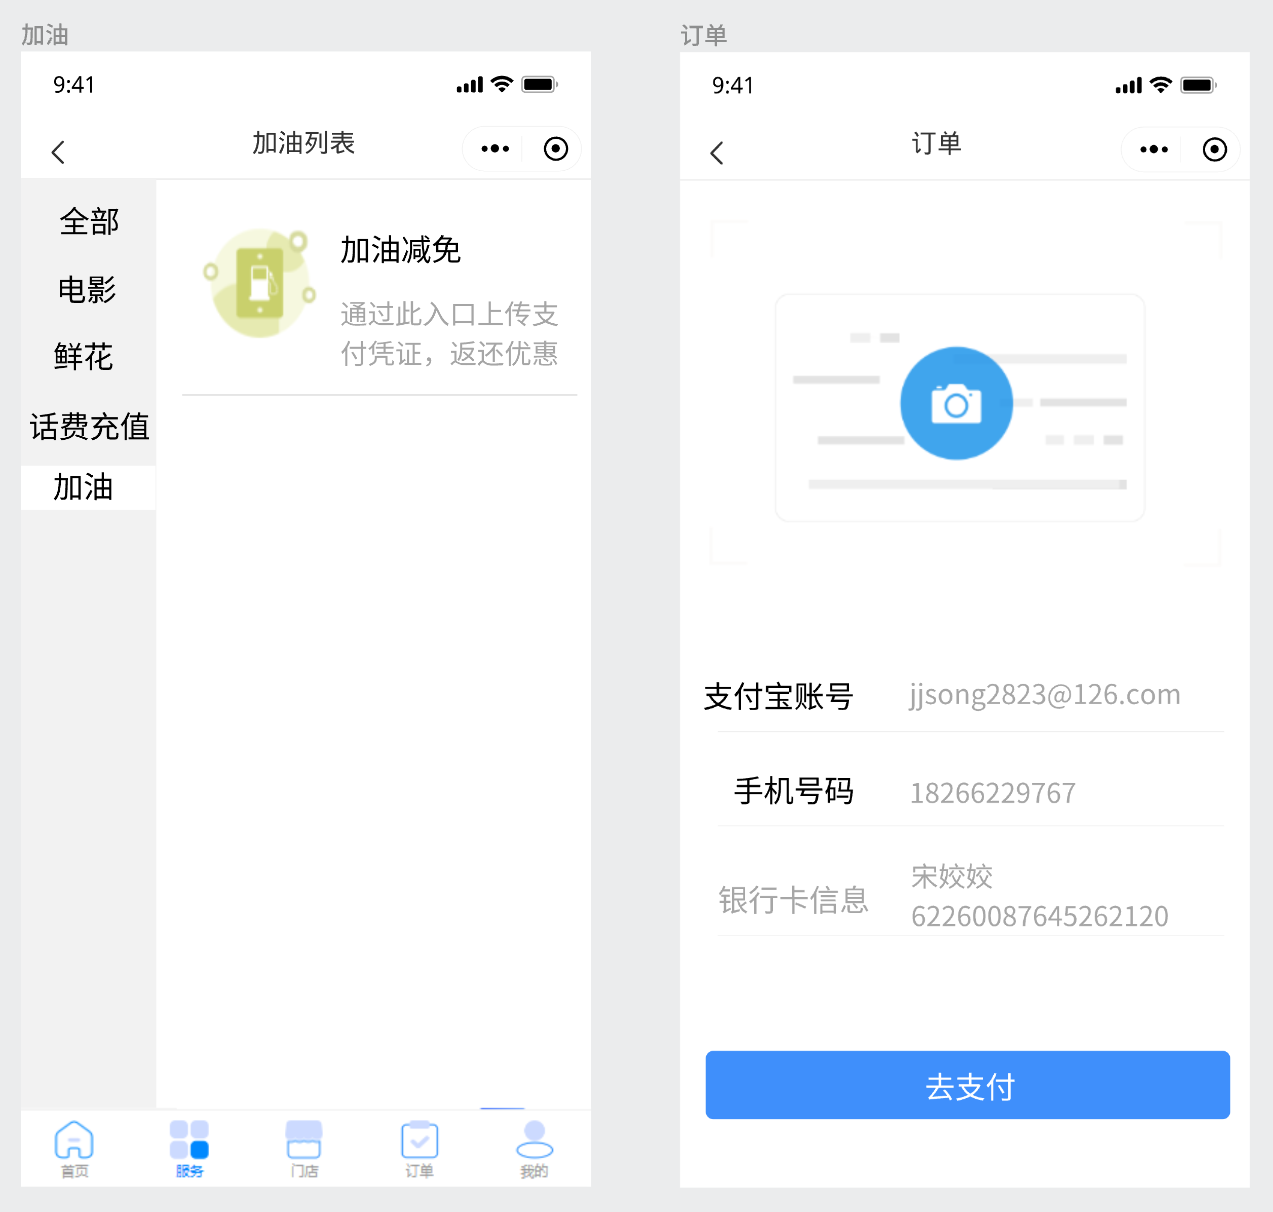 加油
9:41
加油列表
全部
电影
鲜花
话费充值
加油
加油减免
通过此入口上传支
付凭证，返还优惠
首页
服务
门店
订单
我的
订单
9:41
订单
支付宝账号
jjsong2823@126.com
手机号码
18266229767
银行卡信息
宋姣姣
62260087645262120
去支付